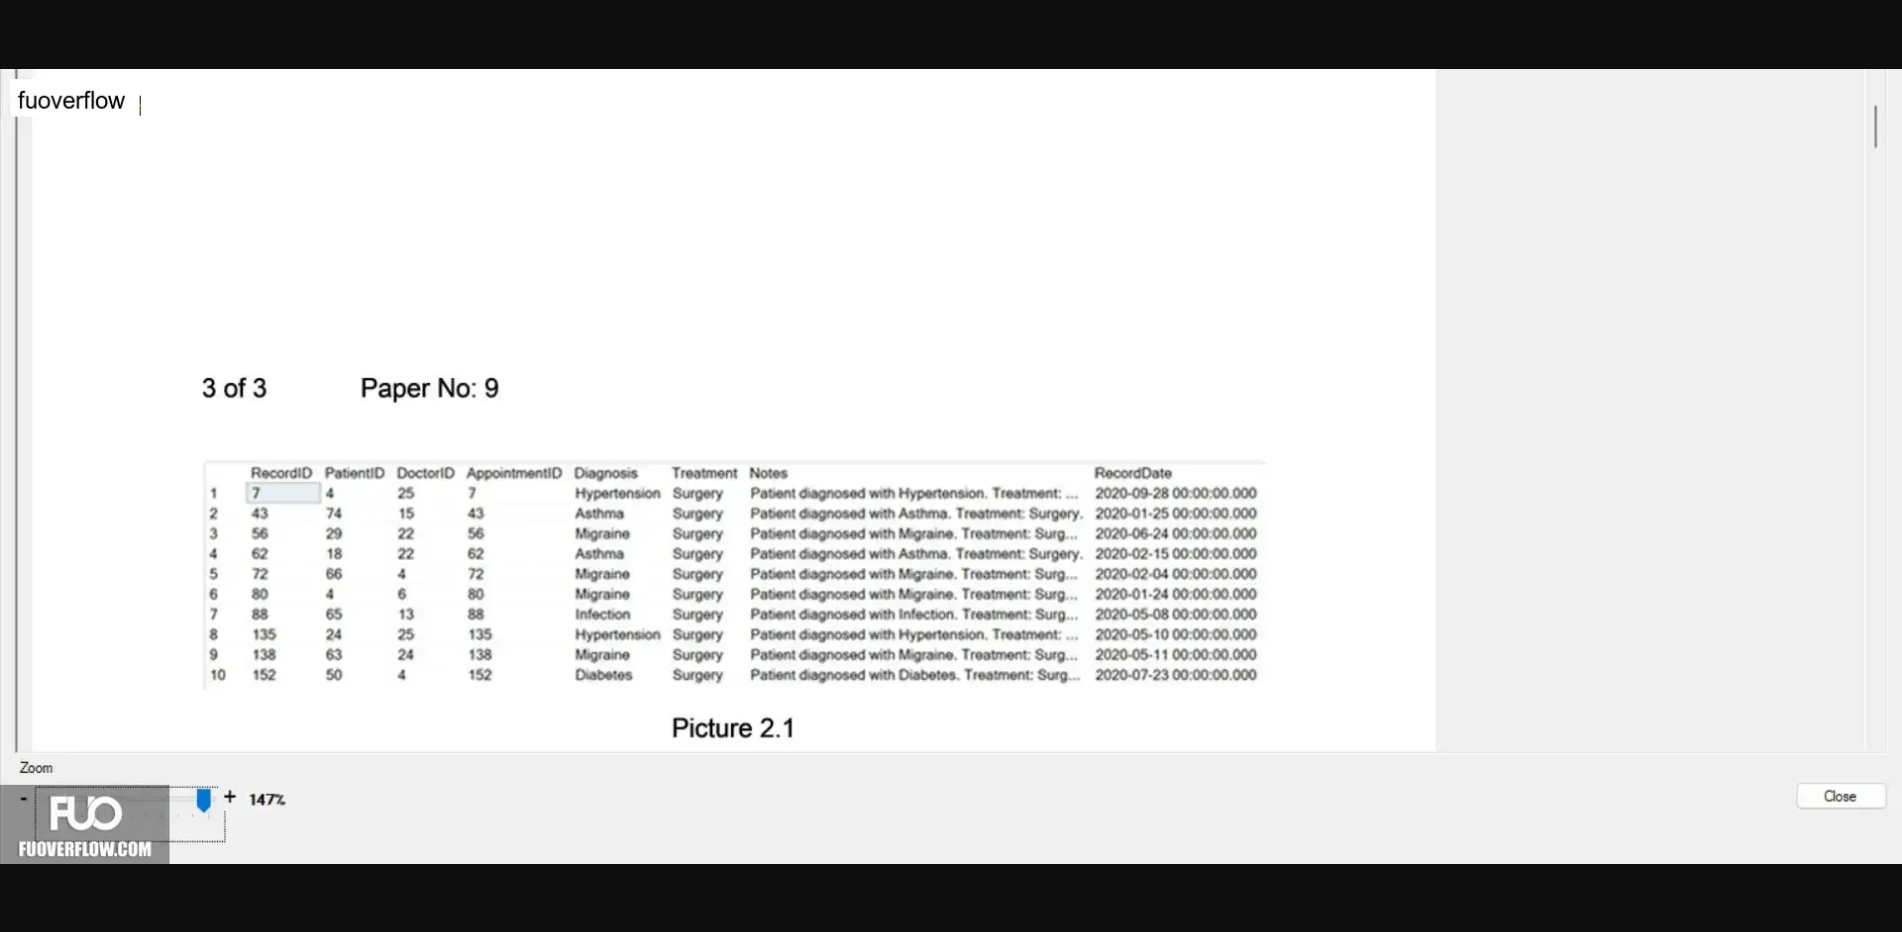 fuoverflow
3 of 3 Paper No: 9
RecordID PatientID DoctorID AppointmentID Diagnosis Treatment Notes RecordDate
1 7 4 25 7 Hypertension Surgery Patient diagnosed with Hypertension. Treatment: ... 2020-09-28 00:00:00.000
2 43 74 15 43 Asthma Surgery Patient diagnosed with Asthma. Treatment: Surgery. 2020-01-25 00:00:00.000
3 56 29 22 56 Migraine Surgery Patient diagnosed with Migraine. Treatment: Surg... 2020-06-24 00:00:00.000
4 62 18 22 62 Asthma Surgery Patient diagnosed with Asthma. Treatment: Surgery. 2020-02-15 00:00:00.000
5 72 66 4 72 Migraine Surgery Patient diagnosed with Migraine. Treatment: Surg... 2020-02-04 00:00:00.000
6 80 4 6 80 Migraine Surgery Patient diagnosed with Migraine. Treatment: Surg... 2020-01-24 00:00:00.000
7 88 65 13 88 Infection Surgery Patient diagnosed with Infection. Treatment: Surg... 2020-05-08 00:00:00.000
8 135 24 25 135 Hypertension Surgery Patient diagnosed with Hypertension. Treatment: ... 2020-05-10 00:00:00.000
9 138 63 24 138 Migraine Surgery Patient diagnosed with Migraine. Treatment: Surg... 2020-05-11 00:00:00.000
10 152 50 4 152 Diabetes Surgery Patient diagnosed with Diabetes. Treatment: Surg... 2020-07-23 00:00:00.000
Picture 2.1
Zoom
- + 147%
Close
FUO
FUOVERFLOW.COM